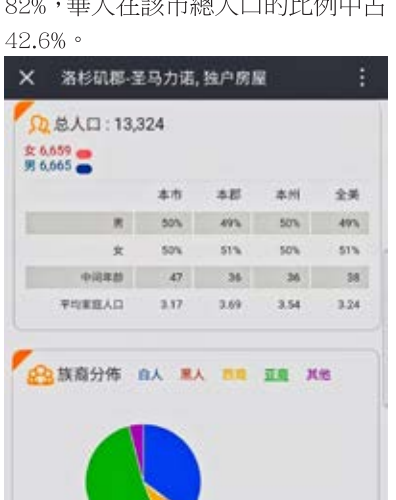 82%，華人在該市總人口的比例中占
42.6%。
洛杉矶郡-圣马力诺, 独户房屋
总人口 : 13,324
女 6,659
男 6,665
本市 本郡 本州 全美
男 50% 49% 50% 49%
女 50% 51% 50% 51%
中间年龄 47 36 36 38
平均家庭人口 3.17 3.69 3.54 3.24
族裔分佈 白人 黑人 西裔 亚裔 其他